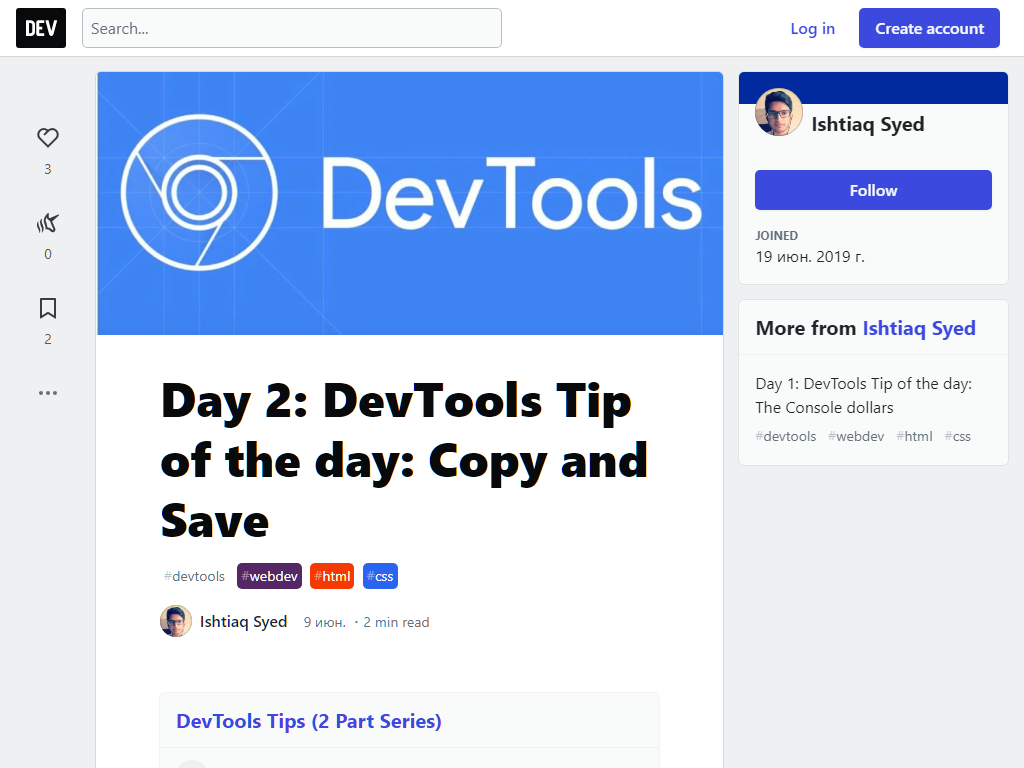 DEV
Search...
Log in
Create account
3
0
2
DevTools
Day 2: DevTools Tip
of the day: Copy and
Save
#devtools #webdev #html #css
Ishtiaq Syed 9 июн. · 2 min read
DevTools Tips (2 Part Series)
Ishtiaq Syed
Follow
JOINED
19 июн. 2019 г.
More from Ishtiaq Syed
Day 1: DevTools Tip of the day:
The Console dollars
#devtools #webdev #html #css